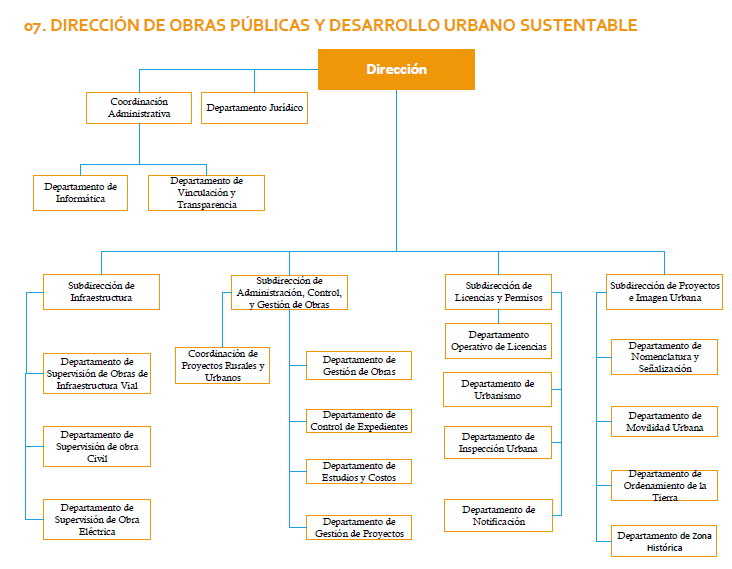 07. DIRECCIÓN DE OBRAS PÚBLICAS Y DESARROLLO URBANO SUSTENTABLE
Dirección
Coordinación
Administrativa
Departamento Jurídico
Departamento de
Informática
Departamento de
Vinculación y
Transparencia
Subdirección de
Infraestructura
Subdirección de
Administración, Control,
y Gestión de Obras
Subdirección de
Licencias y Permisos
Subdirección de Proyectos
e Imagen Urbana
Departamento de
Supervisión de Obras de
Infraestructura Vial
Departamento de
Supervisión de obra
Civil
Departamento de
Supervisión de Obra
Eléctrica
Coordinación de
Proyectos Rurales y
Urbanos
Departamento de
Gestión de Obras
Departamento de
Control de Expedientes
Departamento de
Estudios y Costos
Departamento de
Gestión de Proyectos
Departamento
Operativo de Licencias
Departamento de
Urbanismo
Departamento de
Inspección Urbana
Departamento de
Notificación
Departamento de
Nomenclatura y
Señalización
Departamento de
Movilidad Urbana
Departamento de
Ordenamiento de la
Tierra
Departamento de Zona
Histórica